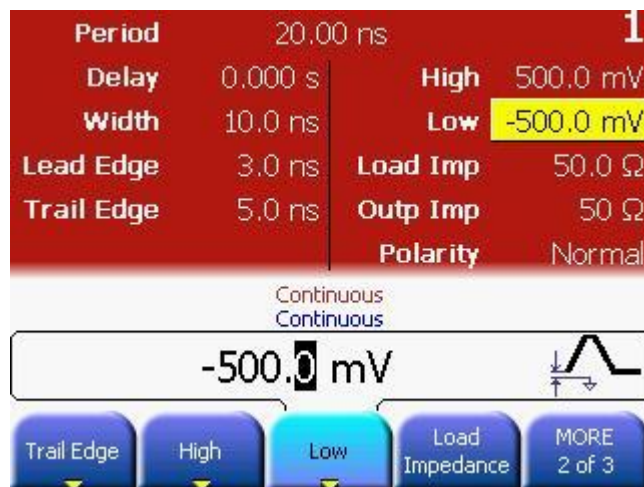 Period 20.00 ns 1
Delay 0.000 s High 500.0 mV
Width 10.0 ns Low -500.0 mV
Lead Edge 3.0 ns Load Imp 50.0 Ω
Trail Edge 5.0 ns Outp Imp 50 Ω
Polarity Normal
Continuous
Continuous
-500.0 mV
Trail Edge High Low Load Impedance MORE 2 of 3